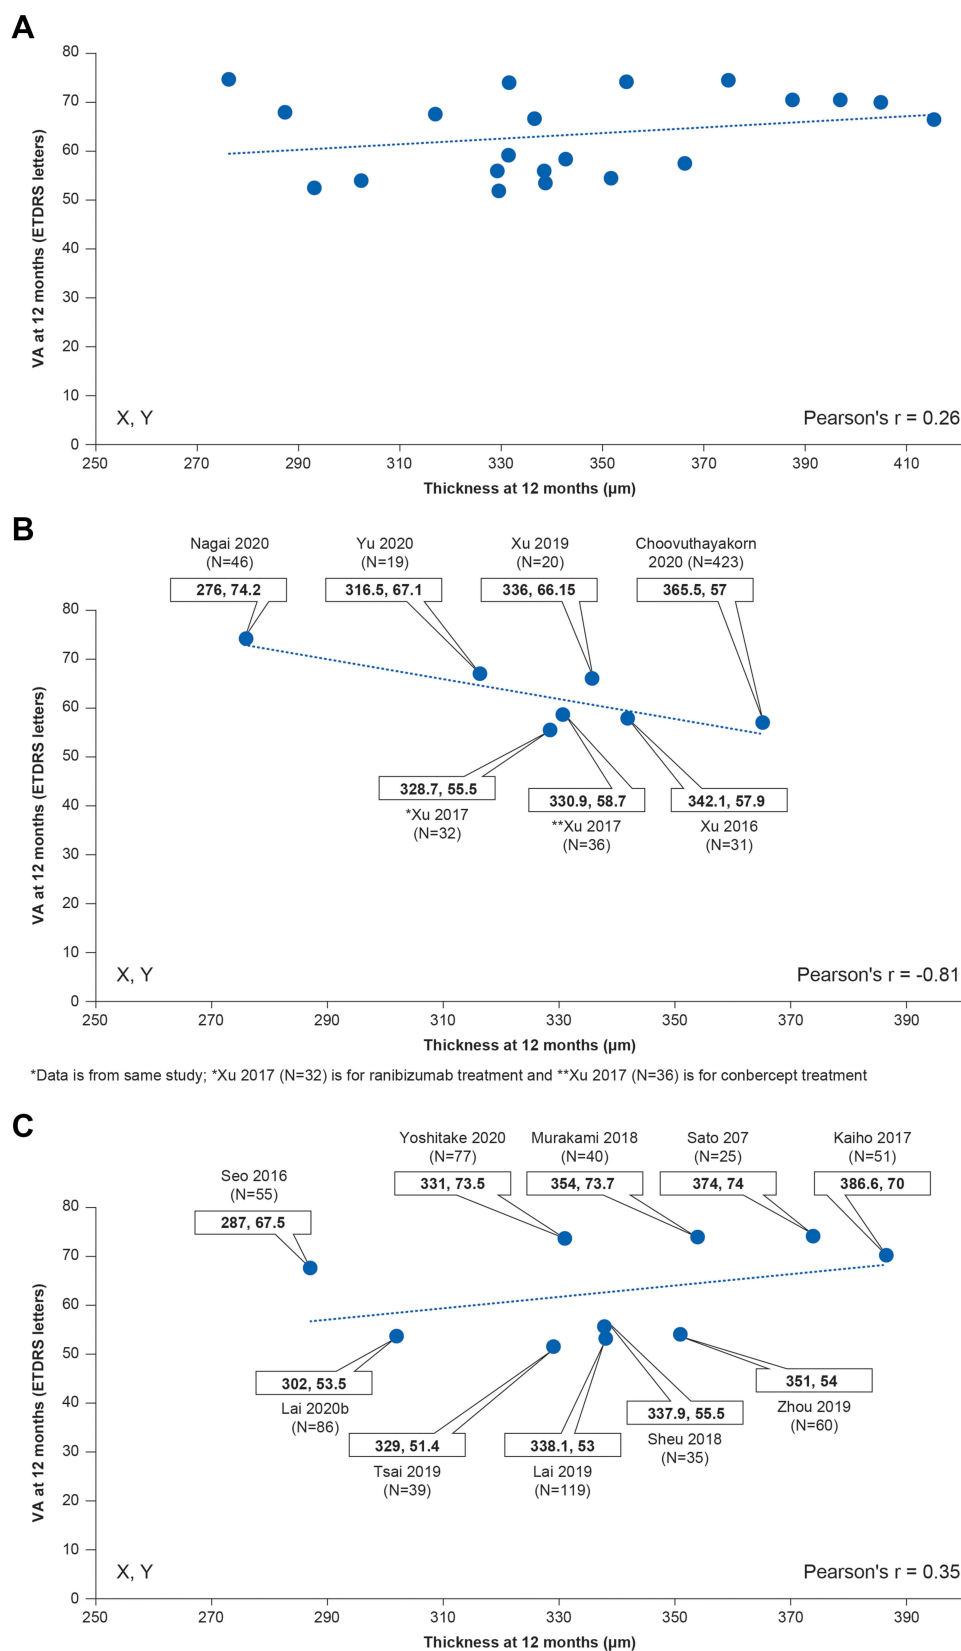 A
80
70
60
50
40
30
20
10
0
VA at 12 months (ETDRS letters)
X, Y
Pearson's r = 0.26
250
270
290
310
330
350
370
390
410
Thickness at 12 months (µm)
B
Nagai 2020
(N=46)
276, 74.2
Yu 2020
(N=19)
316.5, 67.1
Xu 2019
(N=20)
336, 66.15
Choovuthayakorn
2020 (N=423)
365.5, 57
80
70
60
50
40
30
20
10
0
VA at 12 months (ETDRS letters)
328.7, 55.5
*Xu 2017
(N=32)
330.9, 58.7
**Xu 2017
(N=36)
342.1, 57.9
Xu 2016
(N=31)
X, Y
Pearson's r = -0.81
250
270
290
310
330
350
370
390
Thickness at 12 months (µm)
*Data is from same study; *Xu 2017 (N=32) is for ranibizumab treatment and **Xu 2017 (N=36) is for conbercept treatment
C
Seo 2016
(N=55)
287, 67.5
Yoshitake 2020
(N=77)
331, 73.5
Murakami 2018
(N=40)
354, 73.7
Sato 207
(N=25)
374, 74
Kaiho 2017
(N=51)
386.6, 70
80
70
60
50
40
30
20
10
0
VA at 12 months (ETDRS letters)
302, 53.5
Lai 2020b
(N=86)
329, 51.4
Tsai 2019
(N=39)
338.1, 53
Lai 2019
(N=119)
337.9, 55.5
Sheu 2018
(N=35)
351, 54
Zhou 2019
(N=60)
X, Y
Pearson's r = 0.35
250
270
290
310
330
350
370
390
Thickness at 12 months (µm)